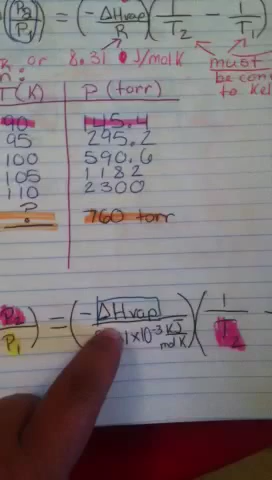 (P2/P1) = (-ΔHvap/R)(1/T2 - 1/T1)
R or 8.31 • J/molK must
be con
T(K) P (torr) to Kel
90 145.4
95 295.2
100 590.6
105 1182
110 2300
? 760 torr
P2/P1) = (-ΔHvap/1x10-3 KJ/molK)(1/T2 -